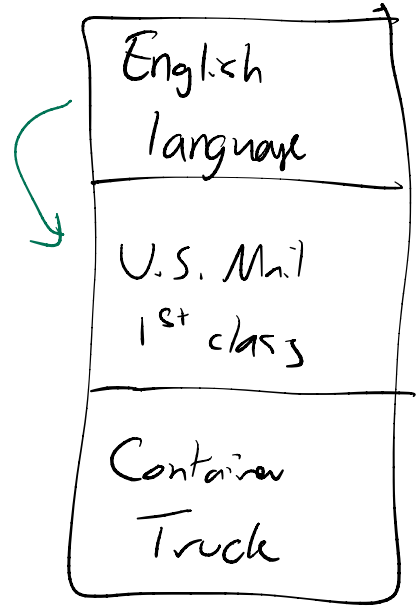 English
language
U.S. Mail
1st class
Container
Truck